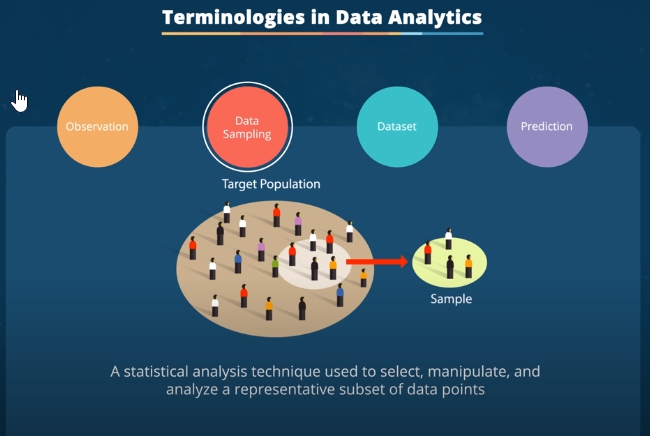 Terminologies in Data Analytics
Observation
Data
Sampling
Dataset
Prediction
Target Population
Sample
A statistical analysis technique used to select, manipulate, and
analyze a representative subset of data points